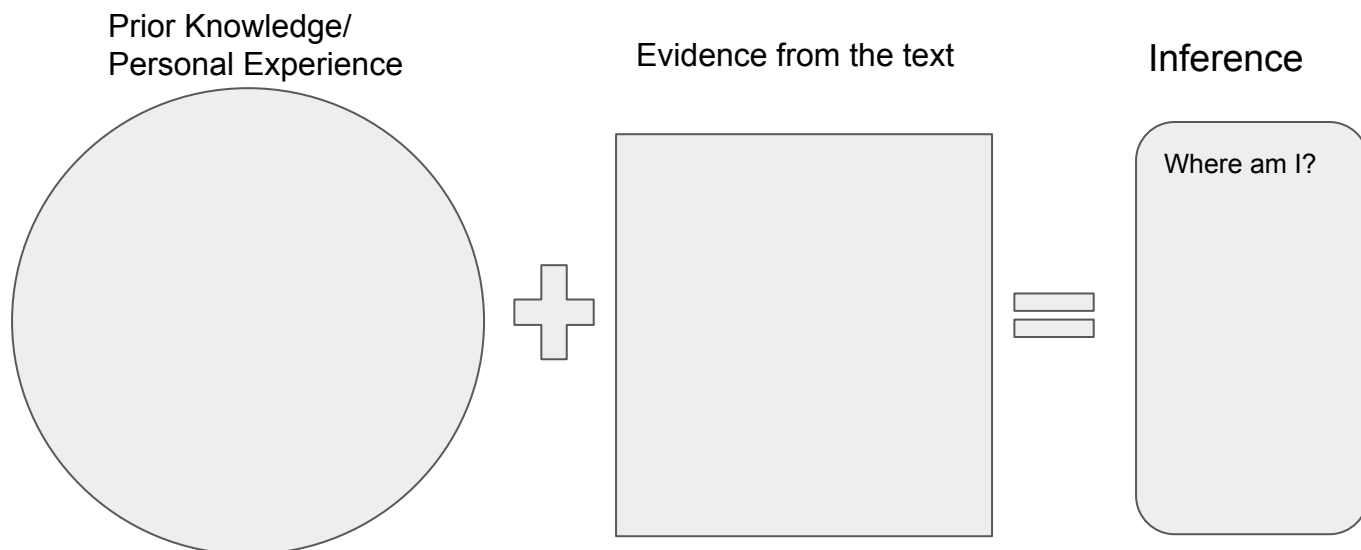 Prior Knowledge/
Personal Experience
Evidence from the text
Inference
Where am I?